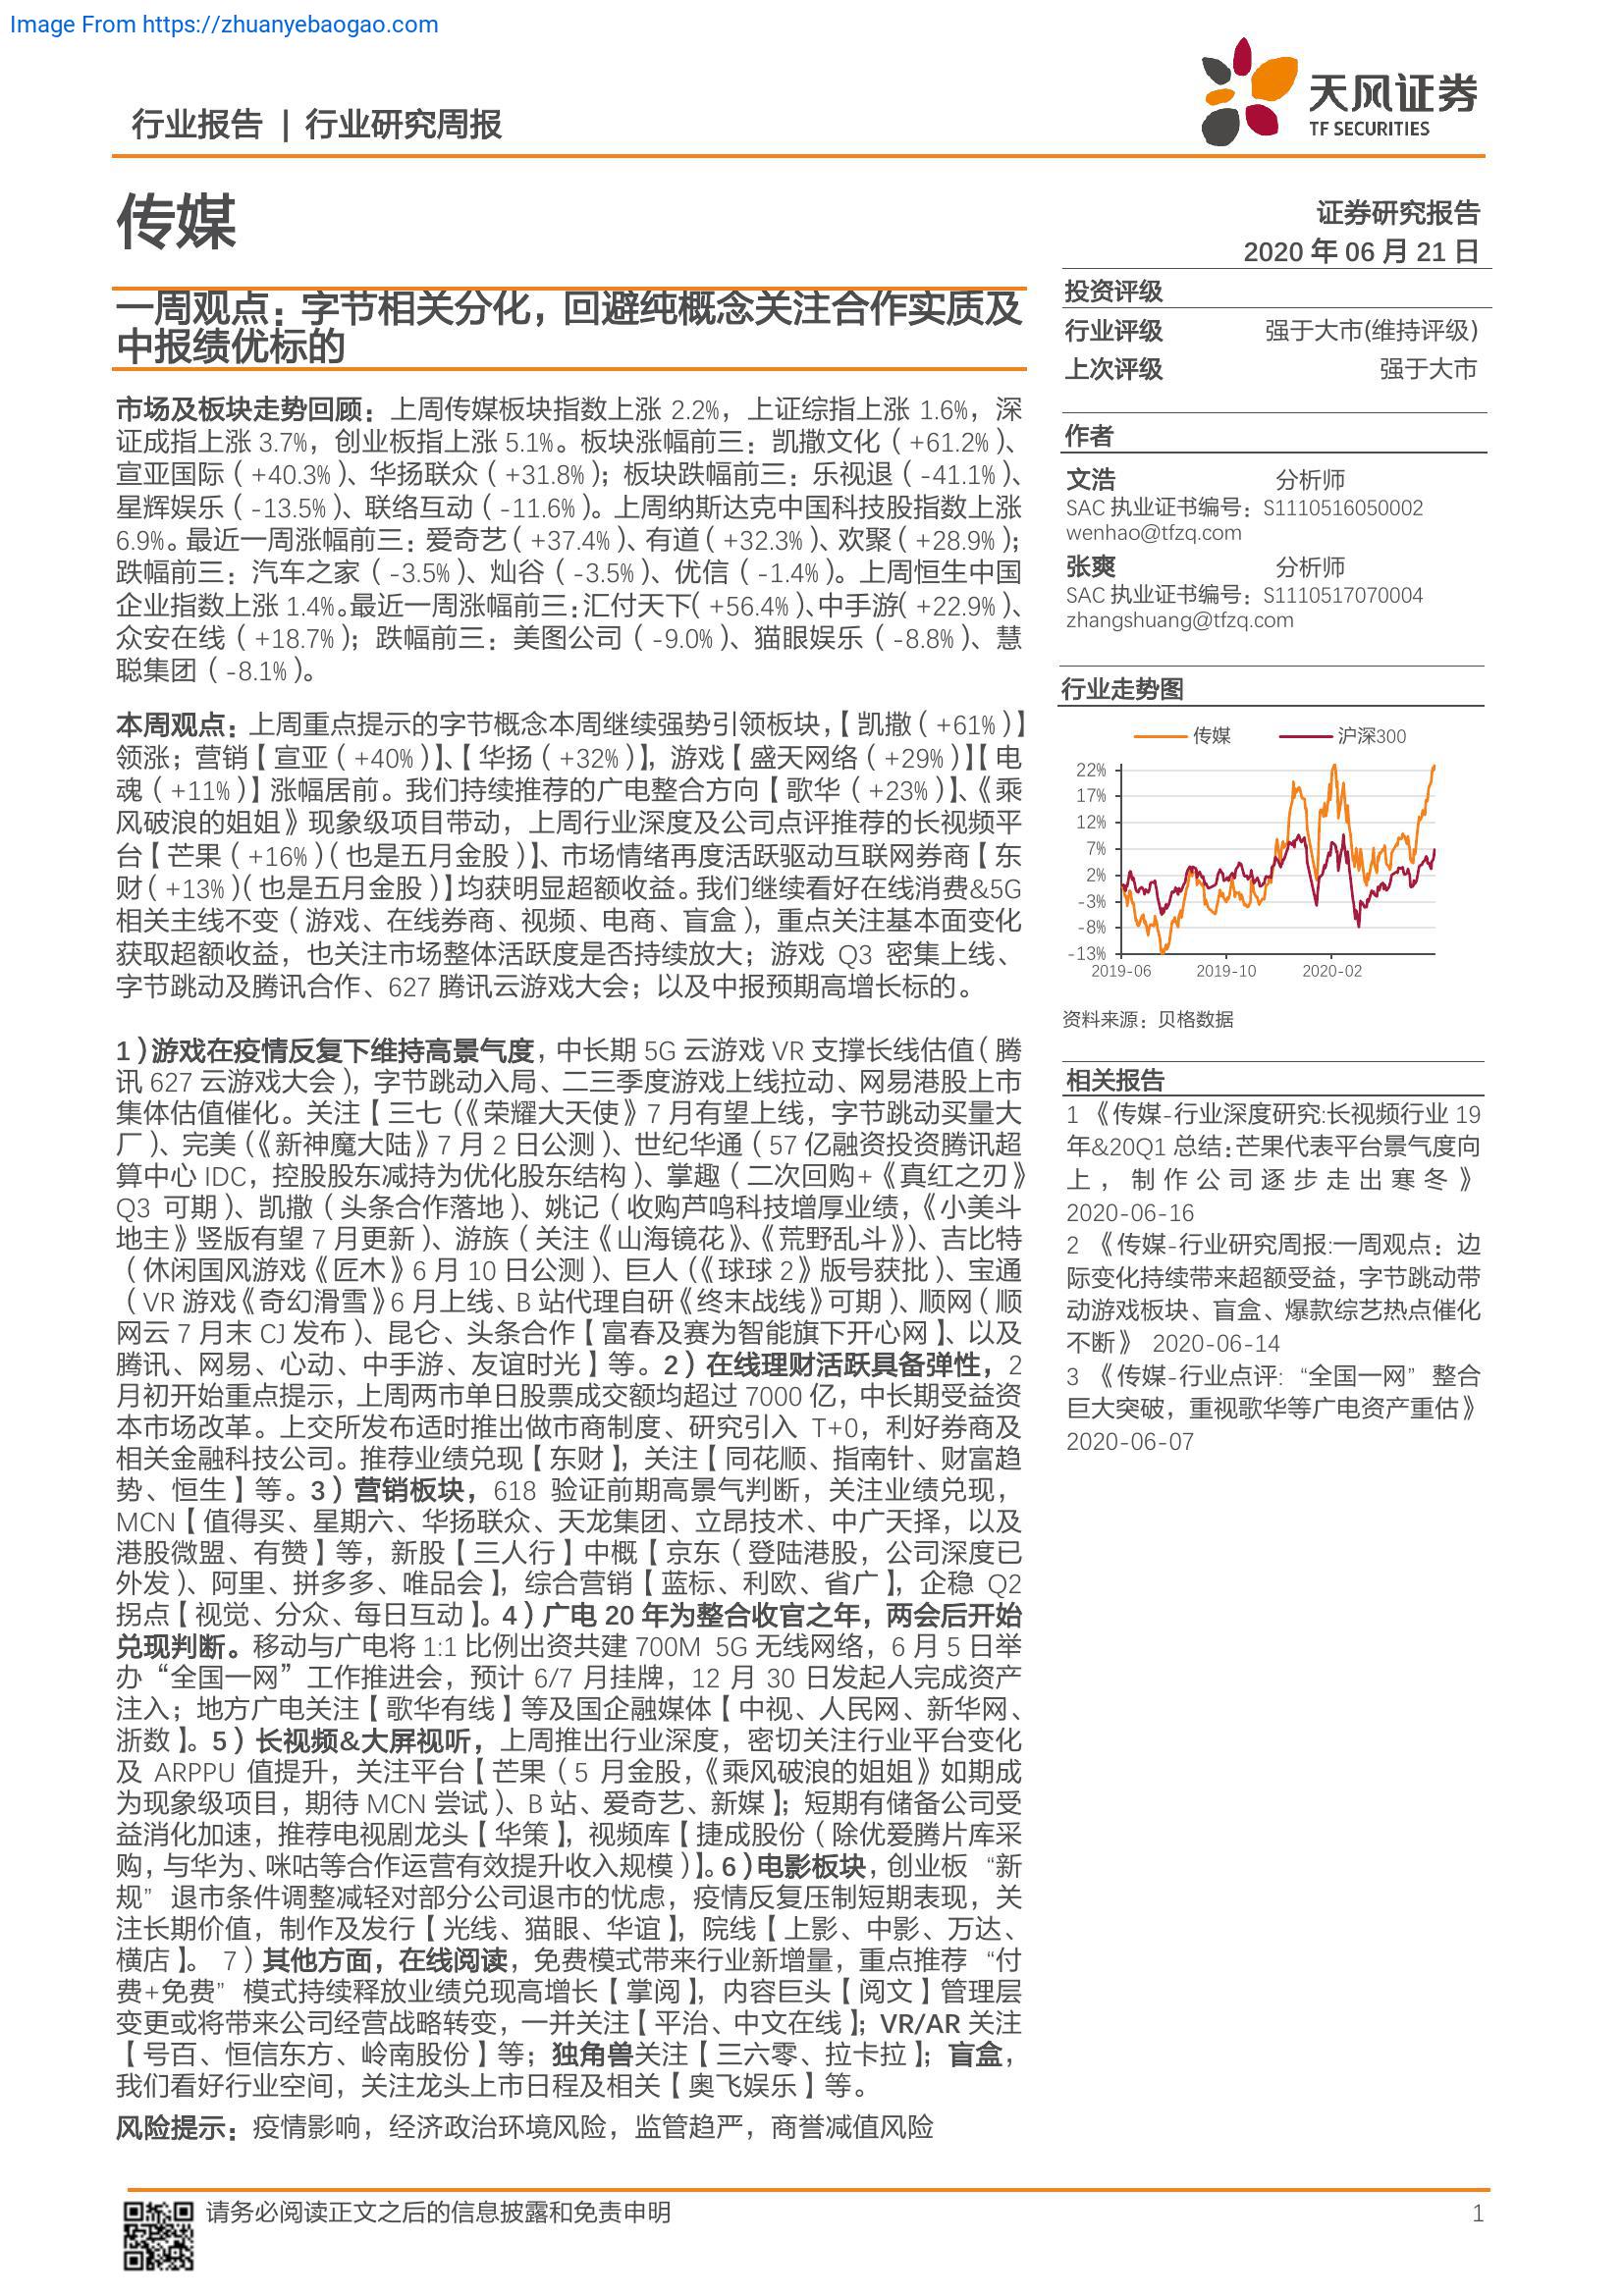 Image From https://zhuanyebaogao.com
行业报告 | 行业研究周报
天风证券
TF SECURITIES
传媒
证券研究报告
2020 年 06 月 21 日
一周观点：字节相关分化，回避纯概念关注合作实质及
中报绩优标的
市场及板块走势回顾：上周传媒板块指数上涨 2.2%，上证综指上涨 1.6%，深
证成指上涨 3.7%，创业板指上涨 5.1%。板块涨幅前三：凯撒文化（+61.2%）、
宣亚国际（+40.3%）、华扬联众（+31.8%）；板块跌幅前三：乐视退（-41.1%）、
星辉娱乐（-13.5%）、联络互动（-11.6%）。上周纳斯达克中国科技股指数上涨
6.9%。最近一周涨幅前三：爱奇艺（+37.4%）、有道（+32.3%）、欢聚（+28.9%）；
跌幅前三：汽车之家（-3.5%）、灿谷（-3.5%）、优信（-1.4%）。上周恒生中国
企业指数上涨 1.4%。最近一周涨幅前三：汇付天下（+56.4%）、中手游（+22.9%）、
众安在线（+18.7%）；跌幅前三：美图公司（-9.0%）、猫眼娱乐（-8.8%）、慧
聪集团（-8.1%）。
本周观点：上周重点提示的字节概念本周继续强势引领板块，【凯撒（+61%）】
领涨；营销【宣亚（+40%）】、【华扬（+32%）】，游戏【盛天网络（+29%）】【电
魂（+11%）】涨幅居前。我们持续推荐的广电整合方向【歌华（+23%）】、《乘
风破浪的姐姐》现象级项目带动，上周行业深度及公司点评推荐的长视频平
台【芒果（+16%）（也是五月金股）】、市场情绪再度活跃驱动互联网券商【东
财（+13%）（也是五月金股）】均获明显超额收益。我们继续看好在线消费&5G
相关主线不变（游戏、在线券商、视频、电商、盲盒），重点关注基本面变化
获取超额收益，也关注市场整体活跃度是否持续放大；游戏 Q3 密集上线、
字节跳动及腾讯合作、627 腾讯云游戏大会；以及中报预期高增长标的。
1）游戏在疫情反复下维持高景气度，中长期 5G 云游戏 VR 支撑长线估值（腾
讯 627 云游戏大会），字节跳动入局、二三季度游戏上线拉动、网易港股上市
集体估值催化。关注【三七（《荣耀大天使》7 月有望上线，字节跳动买量大
厂）、完美（《新神魔大陆》7 月 2 日公测）、世纪华通（57 亿融资投资腾讯超
算中心 IDC，控股股东减持为优化股东结构）、掌趣（二次回购+《真红之刃》
Q3 可期）、凯撒（头条合作落地）、姚记（收购芦鸣科技增厚业绩，《小美斗
地主》竖版有望 7 月更新）、游族（关注《山海镜花》、《荒野乱斗》）、吉比特
（休闲国风游戏《匠木》6 月 10 日公测）、巨人（《球球 2》版号获批）、宝通
（VR 游戏《奇幻滑雪》6 月上线、B 站代理自研《终末战线》可期）、顺网（顺
网云 7 月末 CJ 发布）、昆仑、头条合作【富春及赛为智能旗下开心网】、以及
腾讯、网易、心动、中手游、友谊时光】等。2）在线理财活跃具备弹性，2
月初开始重点提示，上周两市单日股票成交额均超过 7000 亿，中长期受益资
本市场改革。上交所发布适时推出做市商制度、研究引入 T+0，利好券商及
相关金融科技公司。推荐业绩兑现【东财】，关注【同花顺、指南针、财富趋
势、恒生】等。3）营销板块，618 验证前期高景气判断，关注业绩兑现，
MCN【值得买、星期六、华扬联众、天龙集团、立昂技术、中广天择，以及
港股微盟、有赞】等，新股【三人行】中概【京东（登陆港股，公司深度已
外发）、阿里、拼多多、唯品会】，综合营销【蓝标、利欧、省广】，企稳 Q2
拐点【视觉、分众、每日互动】。4）广电 20 年为整合收官之年，两会后开始
兑现判断。移动与广电将 1:1 比例出资共建 700M 5G 无线网络，6 月 5 日举
办“全国一网”工作推进会，预计 6/7 月挂牌，12 月 30 日发起人完成资产
注入；地方广电关注【歌华有线】等及国企融媒体【中视、人民网、新华网、
浙数】。5）长视频&大屏视听，上周推出行业深度，密切关注行业平台变化
及 ARPPU 值提升，关注平台【芒果（5 月金股，《乘风破浪的姐姐》如期成
为现象级项目，期待 MCN 尝试）、B 站、爱奇艺、新媒】；短期有储备公司受
益消化加速，推荐电视剧龙头【华策】，视频库【捷成股份（除优爱腾片库采
购，与华为、咪咕等合作运营有效提升收入规模）】。6）电影板块，创业板“新
规”退市条件调整减轻对部分公司退市的忧虑，疫情反复压制短期表现，关
注长期价值，制作及发行【光线、猫眼、华谊】，院线【上影、中影、万达、
横店】。 7）其他方面，在线阅读，免费模式带来行业新增量，重点推荐“付
费+免费”模式持续释放业绩兑现高增长【掌阅】，内容巨头【阅文】管理层
变更或将带来公司经营战略转变，一并关注【平治、中文在线】；VR/AR 关注
【号百、恒信东方、岭南股份】等；独角兽关注【三六零、拉卡拉】；盲盒，
我们看好行业空间，关注龙头上市日程及相关【奥飞娱乐】等。
风险提示：疫情影响，经济政治环境风险，监管趋严，商誉减值风险
投资评级
行业评级 强于大市(维持评级)
上次评级 强于大市
作者
文浩 分析师
SAC 执业证书编号：S1110516050002
wenhao@tfzq.com
张爽 分析师
SAC 执业证书编号：S1110517070004
zhangshuang@tfzq.com
行业走势图
传媒 沪深300
22%
17%
12%
7%
2%
-3%
-8%
-13%
2019-06 2019-10 2020-02
资料来源：贝格数据
相关报告
1 《传媒-行业深度研究:长视频行业 19
年&20Q1 总结:芒果代表平台景气度向
上，制作公司逐步走出寒冬》
2020-06-16
2 《传媒-行业研究周报:一周观点：边
际变化持续带来超额受益，字节跳动带
动游戏板块、盲盒、爆款综艺热点催化
不断》 2020-06-14
3 《传媒-行业点评:“全国一网”整合
巨大突破，重视歌华等广电资产重估》
2020-06-07
请务必阅读正文之后的信息披露和免责申明 1